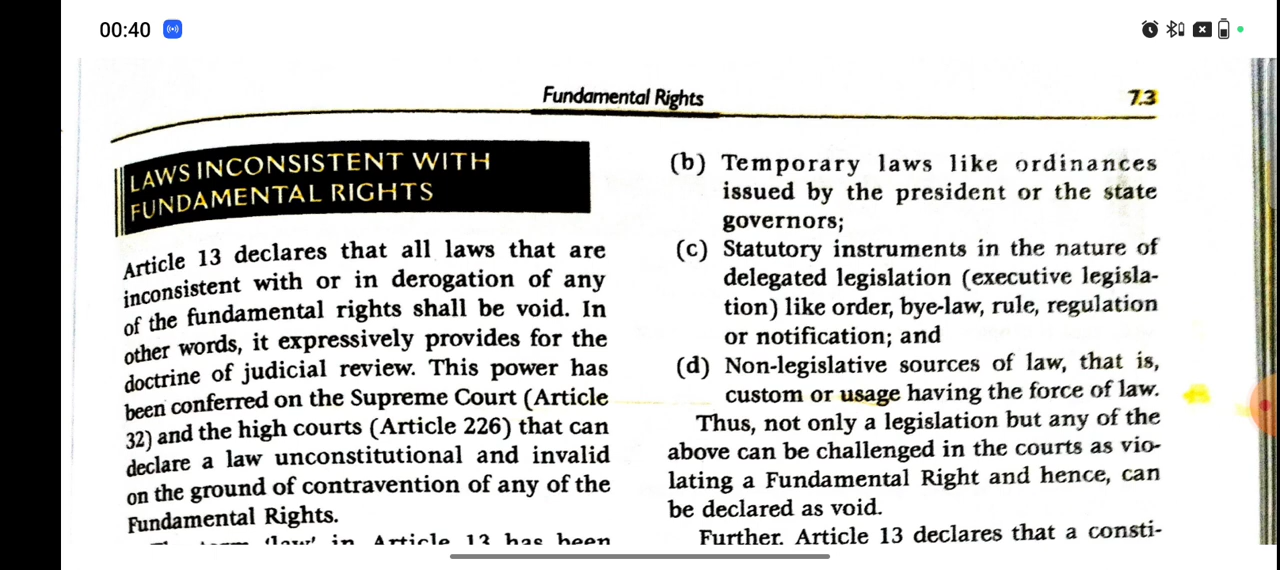 00:40
Fundamental Rights
7.3
LAWS INCONSISTENT WITH
FUNDAMENTAL RIGHTS
Article 13 declares that all laws that are
inconsistent with or in derogation of any
of the fundamental rights shall be void. In
other words, it expressively provides for the
doctrine of judicial review. This power has
been conferred on the Supreme Court (Article
32) and the high courts (Article 226) that can
declare a law unconstitutional and invalid
on the ground of contravention of any of the
Fundamental Rights.
The term 'law' in Article 13 has been
(b) Temporary laws like ordinances
issued by the president or the state
governors;
(c) Statutory instruments in the nature of
delegated legislation (executive legisla-
tion) like order, bye-law, rule, regulation
or notification; and
(d) Non-legislative sources of law, that is,
custom or usage having the force of law.
Thus, not only a legislation but any of the
above can be challenged in the courts as vio-
lating a Fundamental Right and hence, can
be declared as void.
Further, Article 13 declares that a consti-